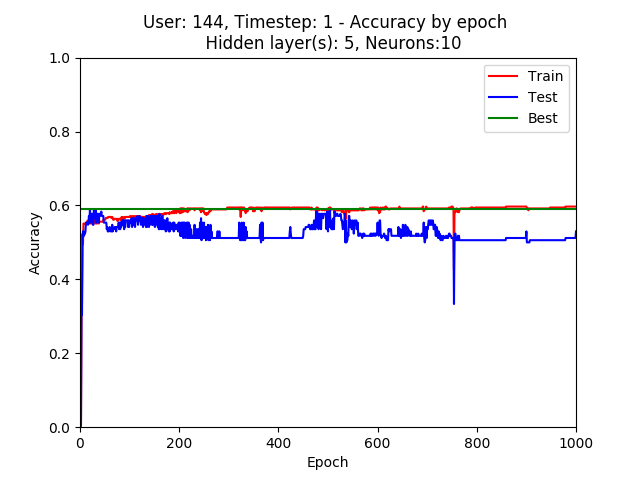 User: 144, Timestep: 1 - Accuracy by epoch
Hidden layer(s): 5, Neurons:10
1.0
Train
Test
Best
0.8
0.6
Accuracy
0.4
0.2
0.0
0
200
400
600
800
1000
Epoch